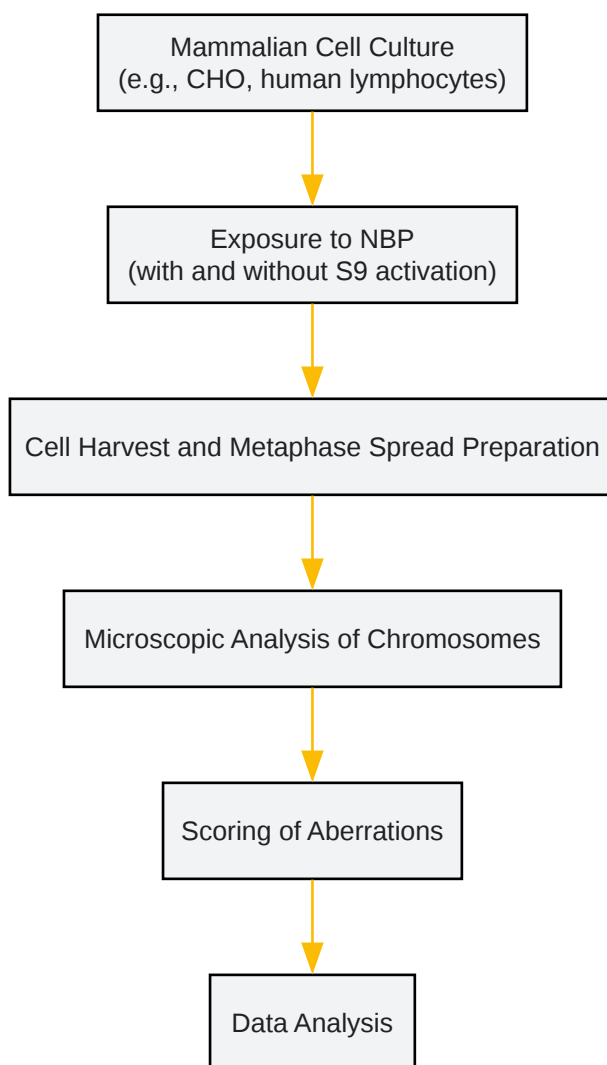 Mammalian Cell Culture
(e.g., CHO, human lymphocytes)
Exposure to NBP
(with and without S9 activation)
Cell Harvest and Metaphase Spread Preparation
Microscopic Analysis of Chromosomes
Scoring of Aberrations
Data Analysis